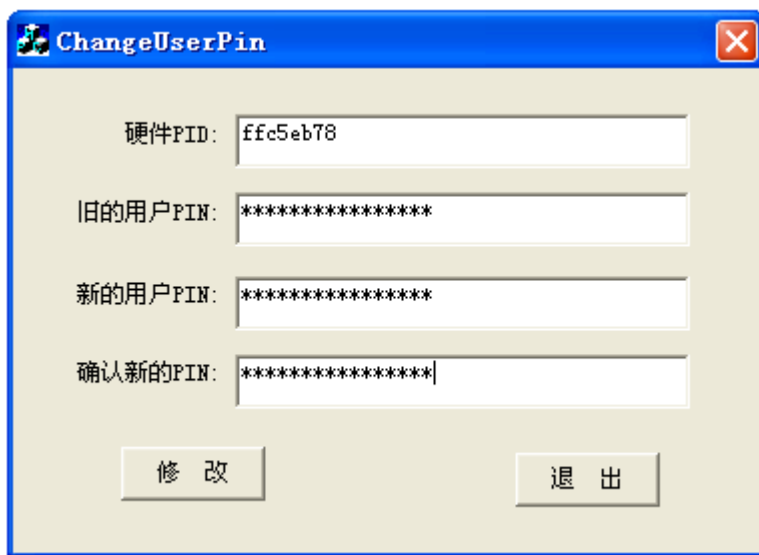 ChangeUserPin
硬件PID: ffc5eb78
旧的用户PIN: ****************
新的用户PIN: ****************
确认新的PIN: ****************
修 改 退 出